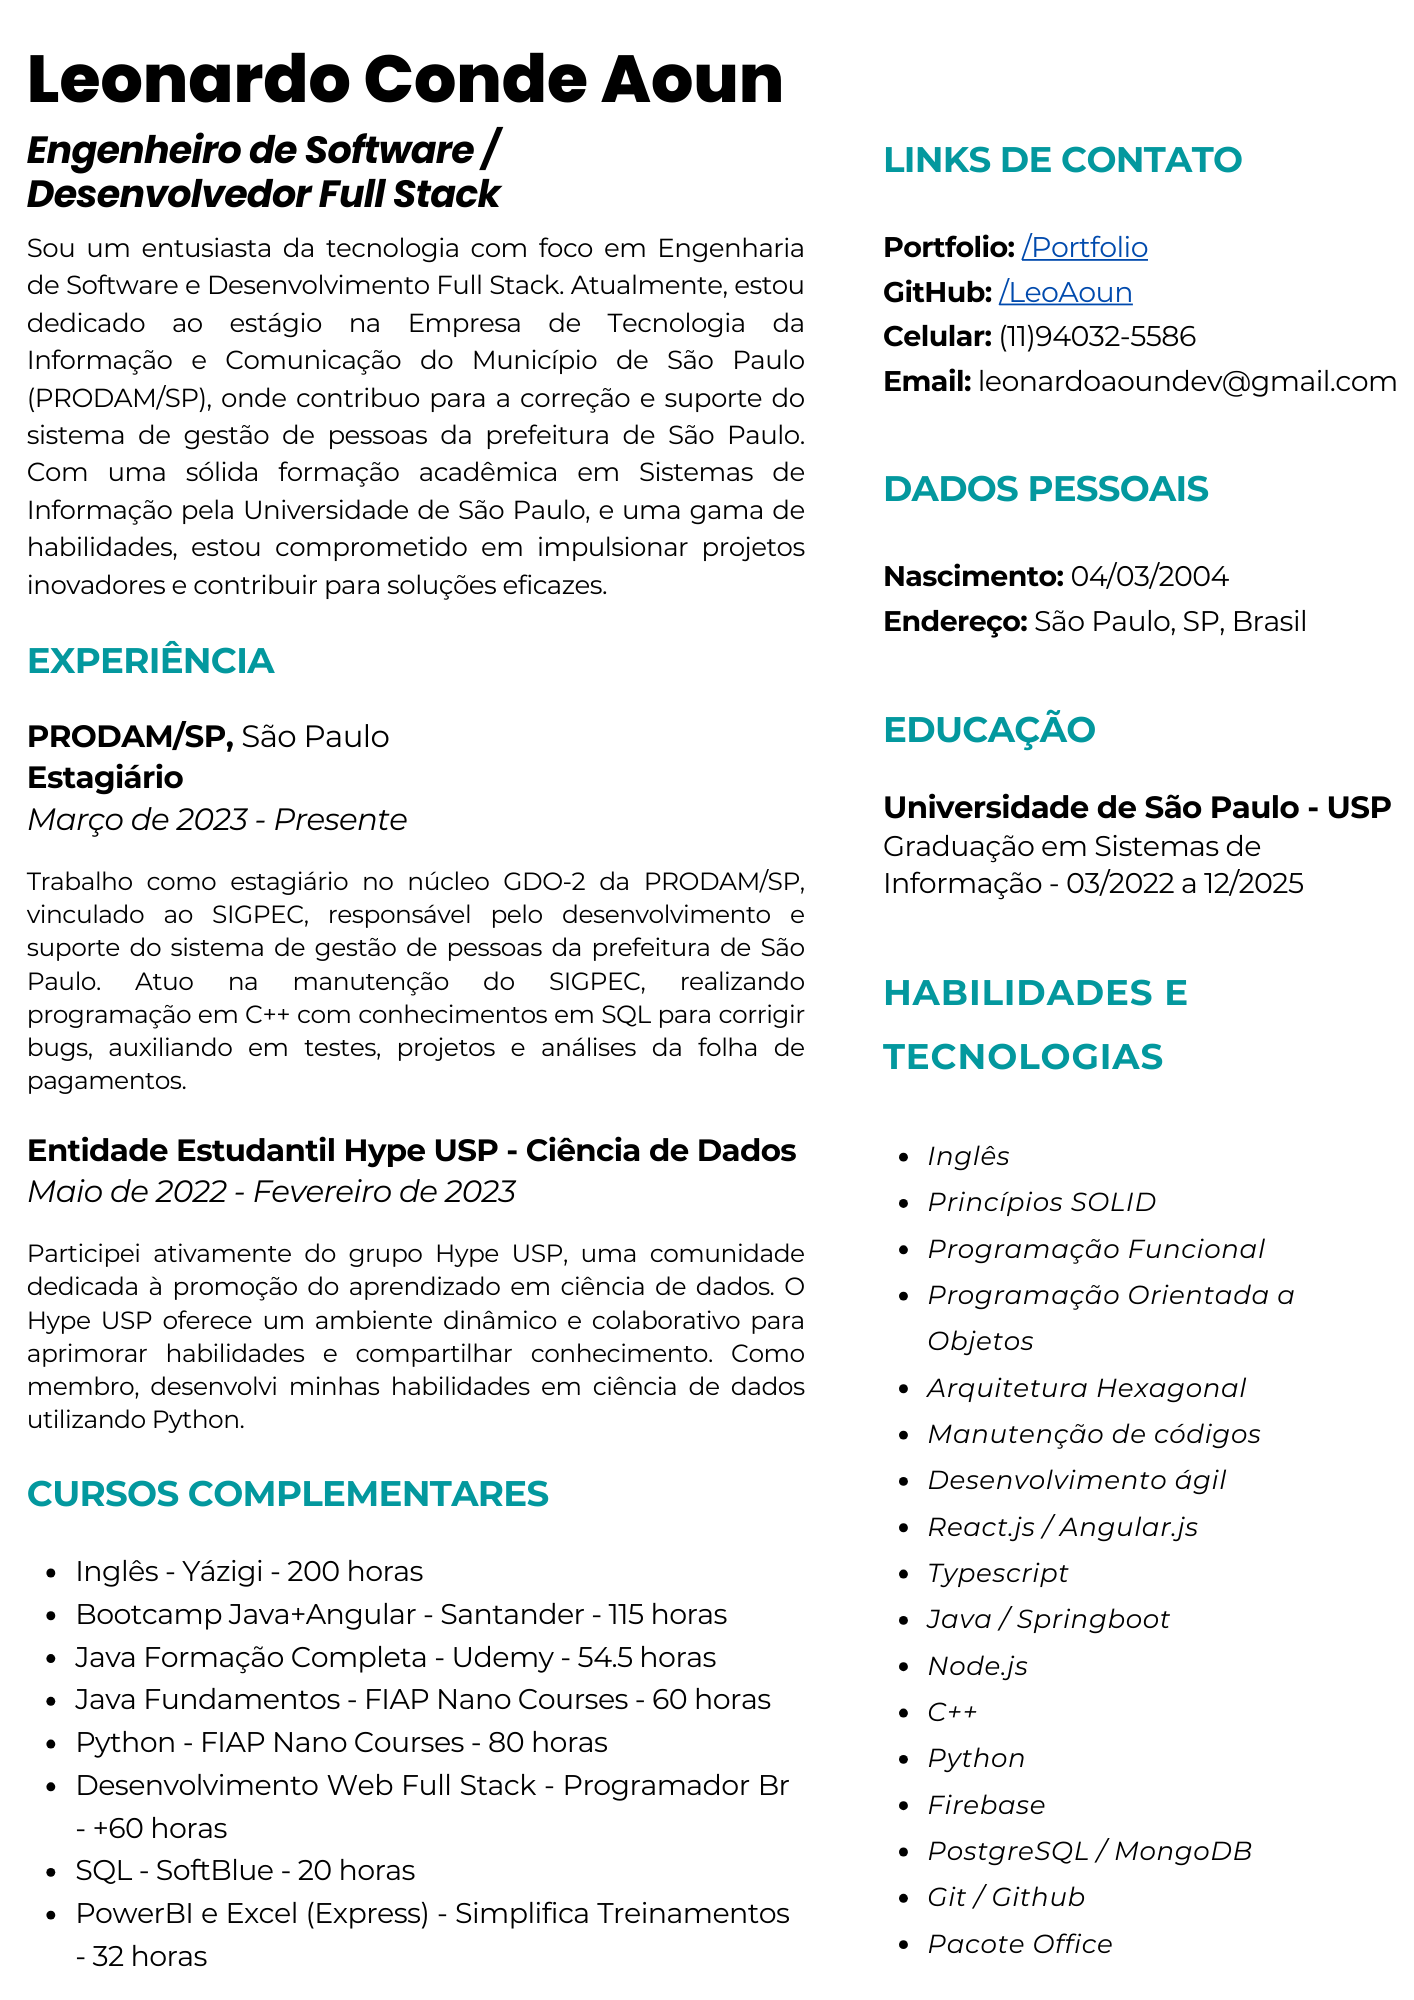 Leonardo Conde Aoun
Engenheiro de Software /
Desenvolvedor Full Stack
Sou um entusiasta da tecnologia com foco em Engenharia
de Software e Desenvolvimento Full Stack. Atualmente, estou
dedicado ao estágio na Empresa de Tecnologia da
Informação e Comunicação do Município de São Paulo
(PRODAM/SP), onde contribuo para a correção e suporte do
sistema de gestão de pessoas da prefeitura de São Paulo.
Com uma sólida formação acadêmica em Sistemas de
Informação pela Universidade de São Paulo, e uma gama de
habilidades, estou comprometido em impulsionar projetos
inovadores e contribuir para soluções eficazes.
EXPERIÊNCIA
PRODAM/SP, São Paulo
Estagiário
Março de 2023 - Presente
Trabalho como estagiário no núcleo GDO-2 da PRODAM/SP,
vinculado ao SIGPEC, responsável pelo desenvolvimento e
suporte do sistema de gestão de pessoas da prefeitura de São
Paulo. Atuo na manutenção do SIGPEC, realizando
programação em C++ com conhecimentos em SQL para corrigir
bugs, auxiliando em testes, projetos e análises da folha de
pagamentos.
Entidade Estudantil Hype USP - Ciência de Dados
Maio de 2022 - Fevereiro de 2023
Participei ativamente do grupo Hype USP, uma comunidade
dedicada à promoção do aprendizado em ciência de dados. O
Hype USP oferece um ambiente dinâmico e colaborativo para
aprimorar habilidades e compartilhar conhecimento. Como
membro, desenvolvi minhas habilidades em ciência de dados
utilizando Python.
CURSOS COMPLEMENTARES
• Inglês - Yázigi - 200 horas
• Bootcamp Java+Angular - Santander - 115 horas
• Java Formação Completa - Udemy - 54.5 horas
• Java Fundamentos - FIAP Nano Courses - 60 horas
• Python - FIAP Nano Courses - 80 horas
• Desenvolvimento Web Full Stack - Programador Br
- +60 horas
• SQL - SoftBlue - 20 horas
• PowerBI e Excel (Express) - Simplifica Treinamentos
- 32 horas
LINKS DE CONTATO
Portfolio: /Portfolio
GitHub: /LeoAoun
Celular: (11)94032-5586
Email: leonardoaoundev@gmail.com
DADOS PESSOAIS
Nascimento: 04/03/2004
Endereço: São Paulo, SP, Brasil
EDUCAÇÃO
Universidade de São Paulo - USP
Graduação em Sistemas de
Informação - 03/2022 a 12/2025
HABILIDADES E
TECNOLOGIAS
• Inglês
• Princípios SOLID
• Programação Funcional
• Programação Orientada a
Objetos
• Arquitetura Hexagonal
• Manutenção de códigos
• Desenvolvimento ágil
• React.js / Angular.js
• Typescript
• Java / Springboot
• Node.js
• C++
• Python
• Firebase
• PostgreSQL / MongoDB
• Git / Github
• Pacote Office